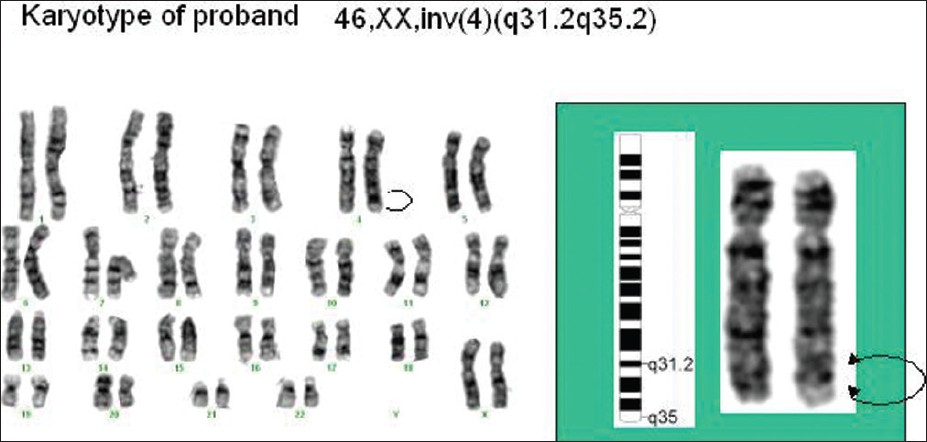 Karyotype of proband 46,XX,inv(4)(q31.2q35.2)
1 2 3 4 5
6 7 8 9 10 11 12
13 14 15 16 17 18
19 20 21 22 Y X
q31.2
q35